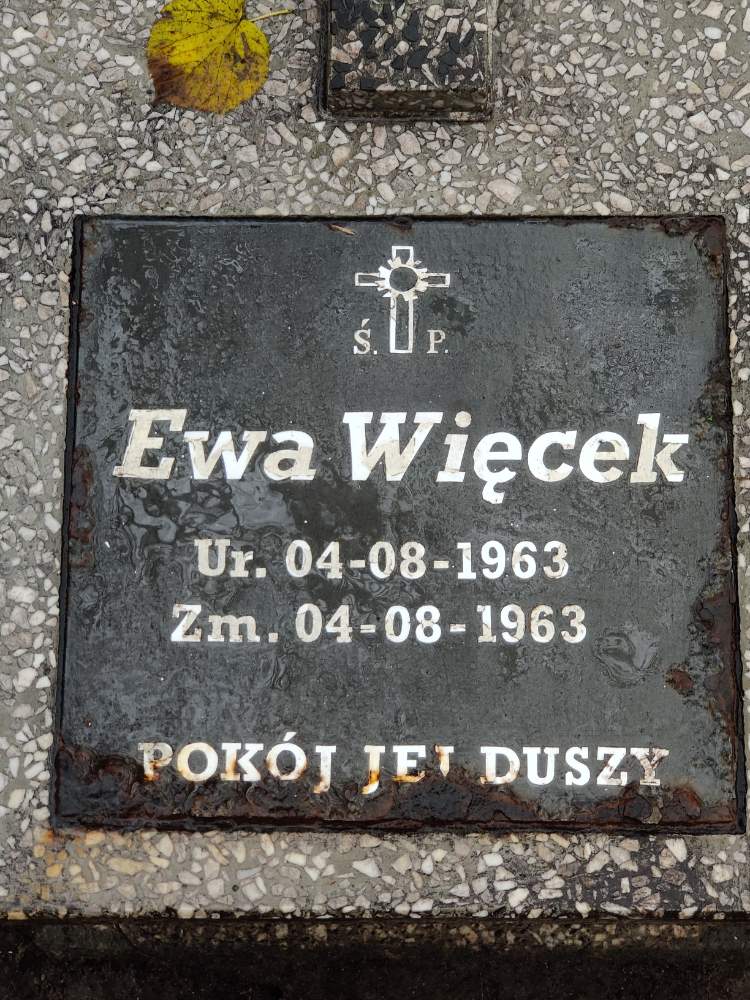 Ś. P.
Ewa Więcek
Ur. 04-08-1963
Zm. 04-08-1963
POKÓJ JEJ DUSZY